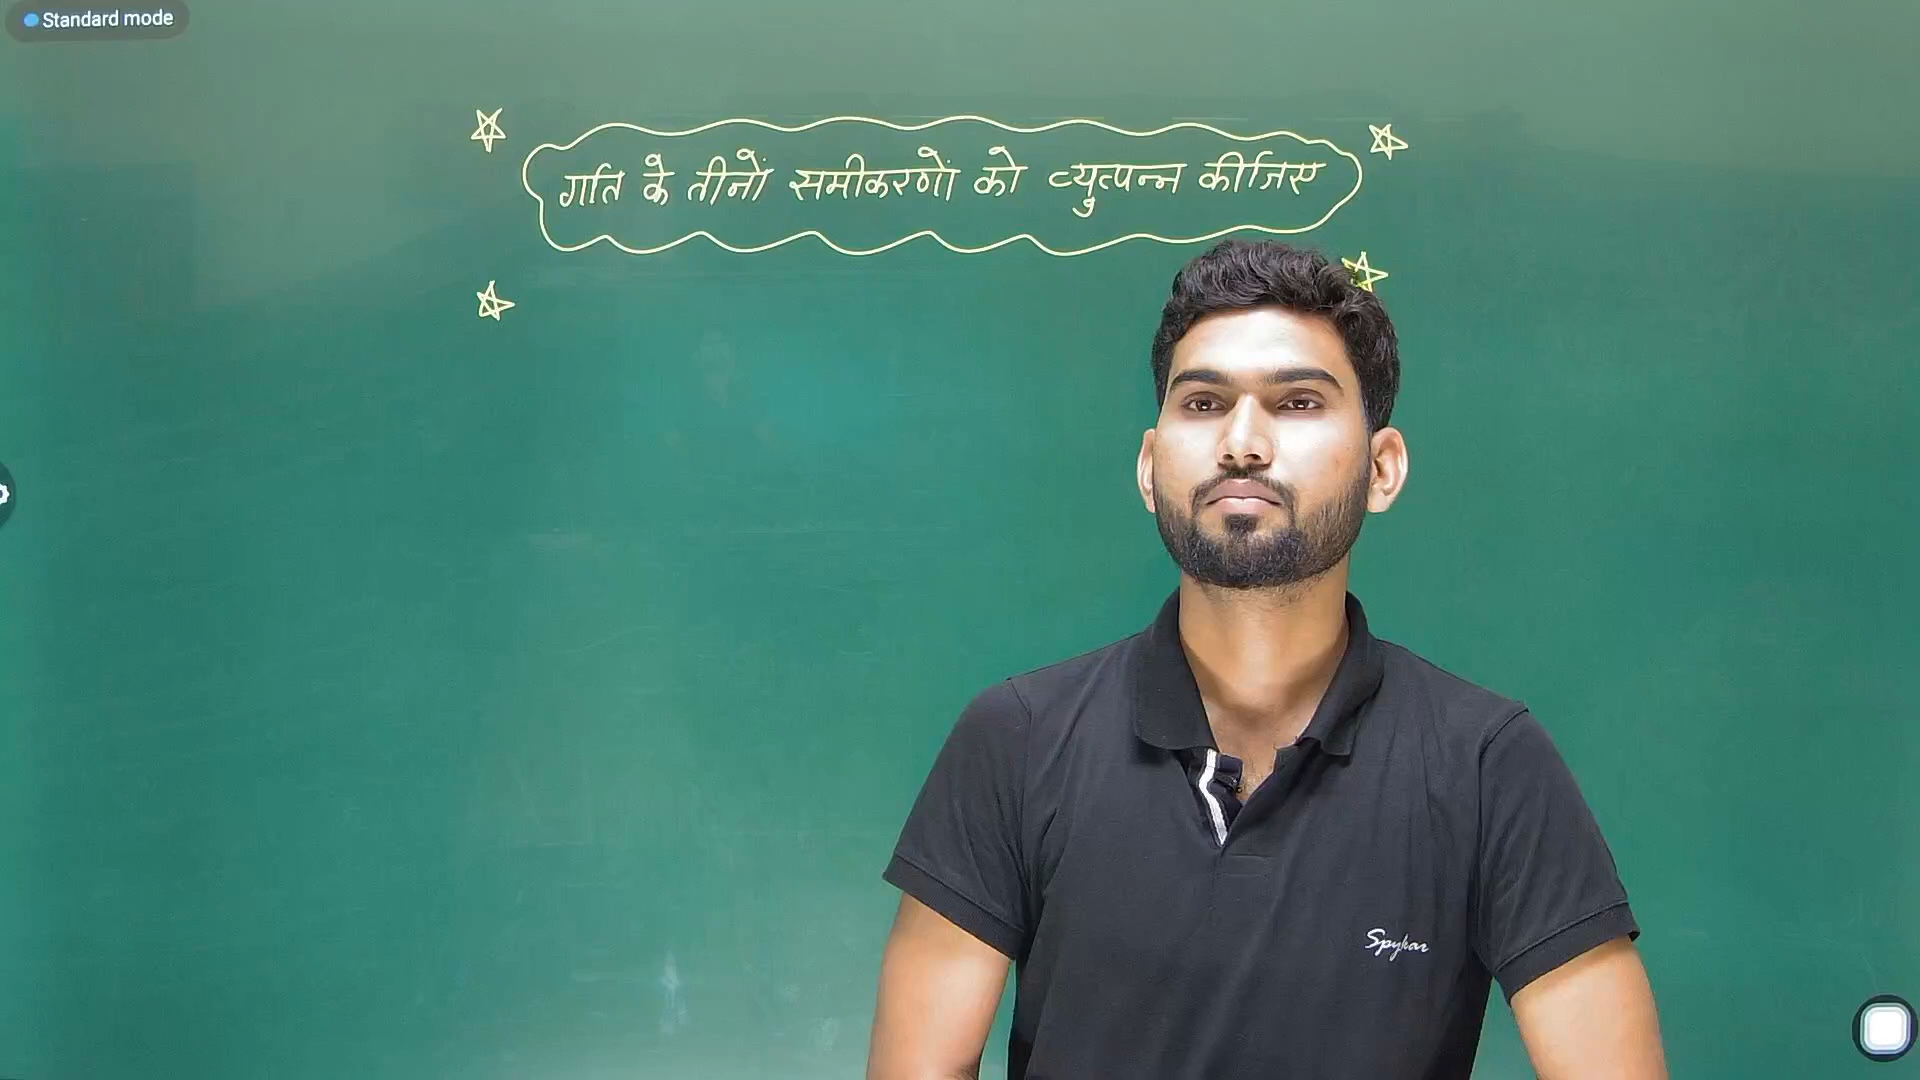 Standard mode
गति के तीनों समीकरणों को व्युत्पन्न कीजिए
Spykar